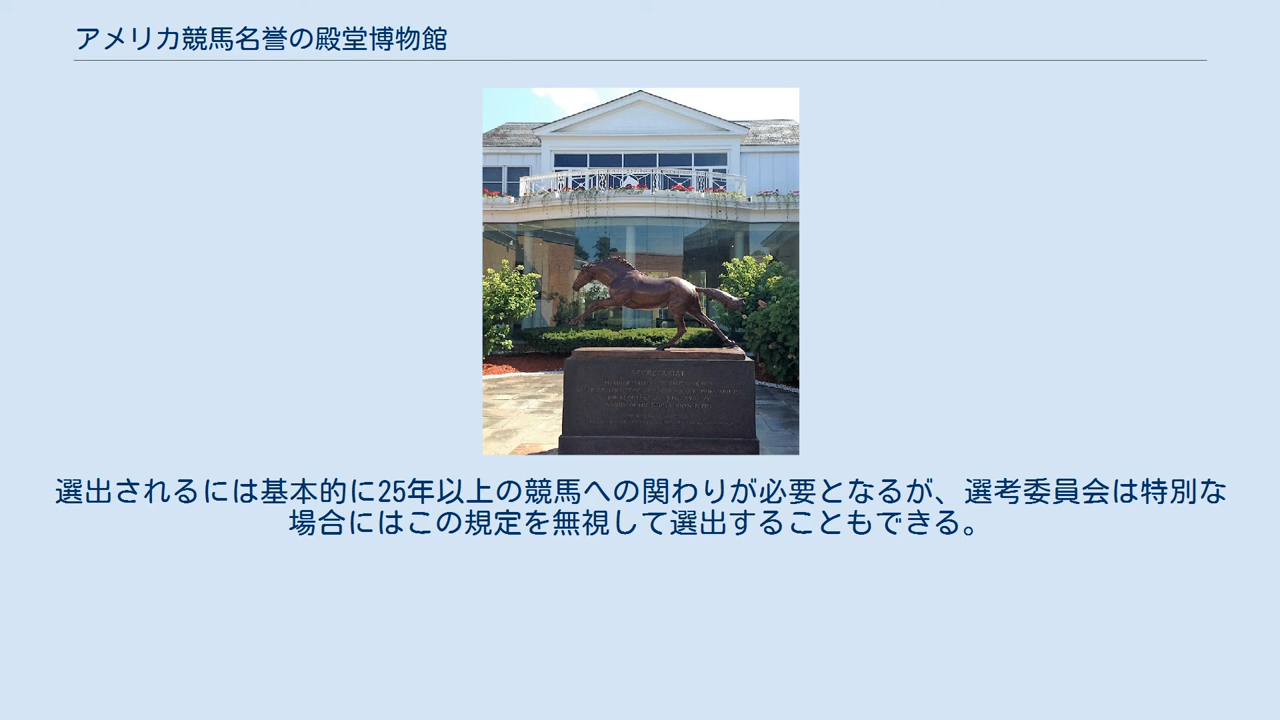 アメリカ競馬名誉の殿堂博物館
SECRETARIAT
選出されるには基本的に25年以上の競馬への関わりが必要となるが、選考委員会は特別な
場合にはこの規定を無視して選出することもできる。